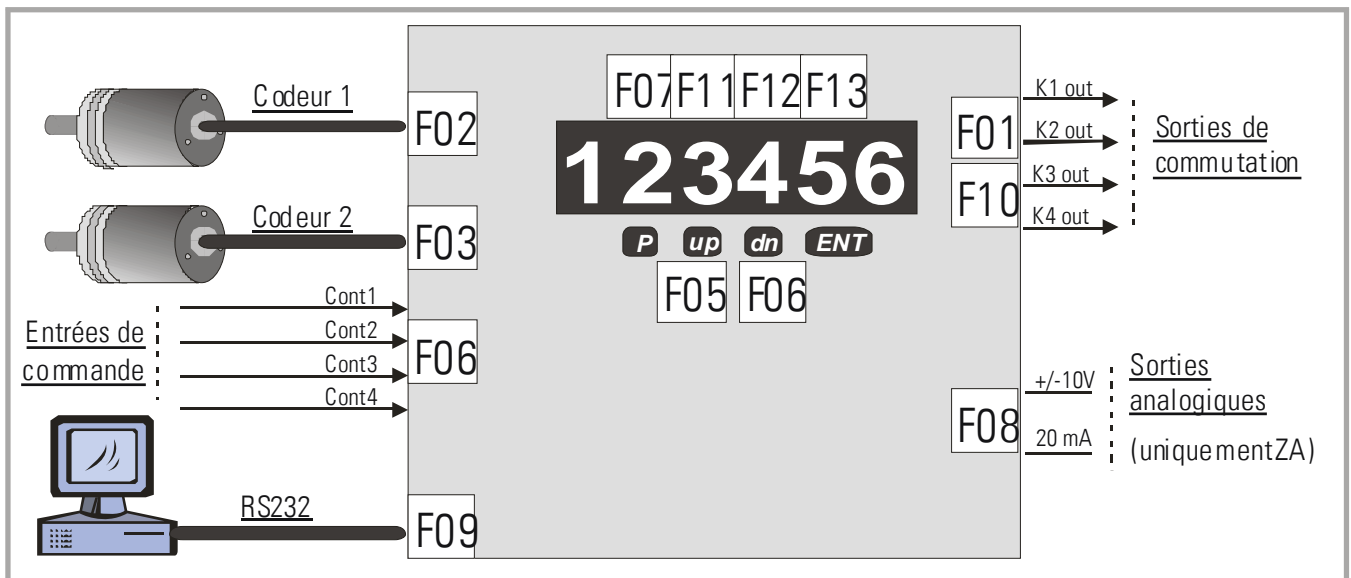 Codeur 1
F02
Codeur 2
F03
Entrées de
commande
Cont1
Cont2
Cont3
Cont4
F06
RS232
F09
F07 F11 F12 F13
123456
P up dn ENT
F05 F06
F01
F10
K1 out
K2 out
K3 out
K4 out
Sorties de
commutation
F08
+/-10V
20 mA
Sorties
analogiques
(uniquement ZA)